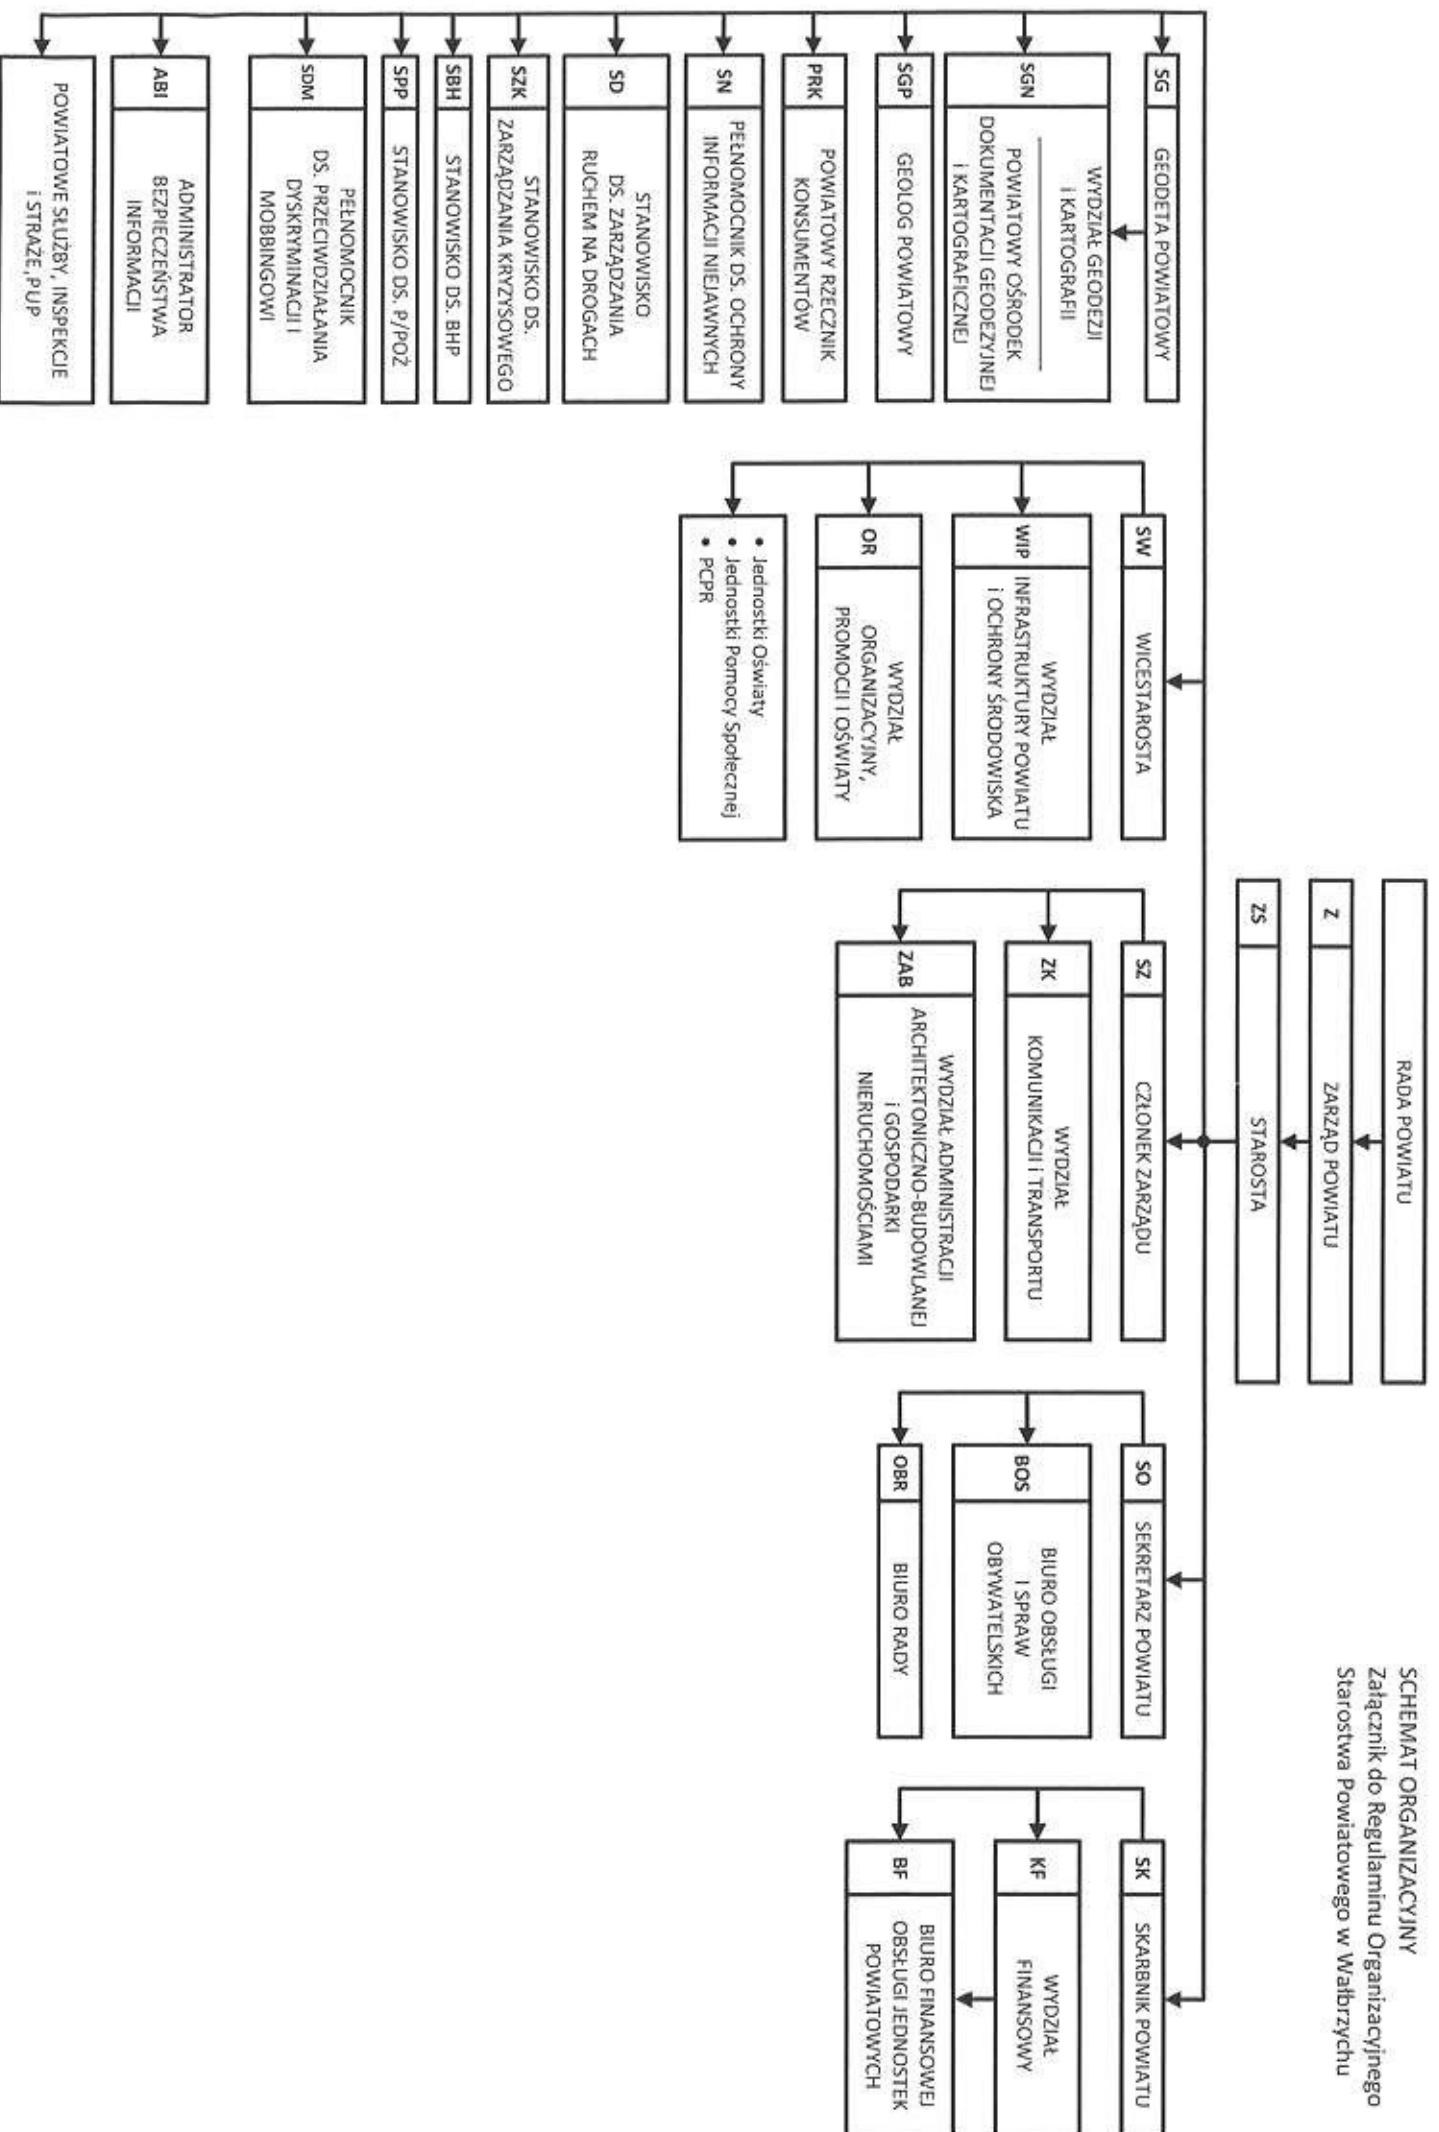 SCHEMAT ORGANIZACYJNY
Załącznik do Regulaminu Organizacyjnego
Starostwa Powiatowego w Wałbrzychu
RADA POWIATU
Z
ZARZĄD POWIATU
ZS
STAROSTA
SG
GEODETA POWIATOWY
SGN
WYDZIAŁ GEODEZJI
i KARTOGRAFII
POWIATOWY OŚRODEK
DOKUMENTACJI GEODEZYJNEJ
i KARTOGRAFICZNEJ
SGP
GEOLOG POWIATOWY
PRK
POWIATOWY RZECZNIK
KONSUMENTÓW
SN
PEŁNOMOCNIK DS. OCHRONY
INFORMACJI NIEJAWNYCH
SD
STANOWISKO
DS. ZARZĄDZANIA
RUCHEM NA DROGACH
SZK
STANOWISKO DS.
ZARZĄDZANIA KRYZYSOWEGO
SBH
STANOWISKO DS. BHP
SPP
STANOWISKO DS. P/POŻ
SDM
PEŁNOMOCNIK
DS. PRZECIWDZIAŁANIA
DYSKRYMINACJI I
MOBBINGOWI
ABI
ADMINISTRATOR
BEZPIECZEŃSTWA
INFORMACJI
POWIATOWE SŁUŻBY, INSPEKCJE
i STRAŻE, PUP
SW
WICESTAROSTA
WIP
WYDZIAŁ
INFRASTRUKTURY POWIATU
i OCHRONY ŚRODOWISKA
OR
WYDZIAŁ
ORGANIZACYJNY,
PROMOCJI I OŚWIATY
• Jednostki Oświaty
• Jednostki Pomocy Społecznej
• PCPR
SZ
CZŁONEK ZARZĄDU
ZK
WYDZIAŁ
KOMUNIKACJI i TRANSPORTU
ZAB
WYDZIAŁ ADMINISTRACJI
ARCHITEKTONICZNO-BUDOWLANEJ
i GOSPODARKI
NIERUCHOMOŚCIAMI
SO
SEKRETARZ POWIATU
BOS
BIURO OBSŁUGI
I SPRAW
OBYWATELSKICH
OBR
BIURO RADY
SK
SKARBNIK POWIATU
KF
WYDZIAŁ
FINANSOWY
BF
BIURO FINANSOWEJ
OBSŁUGI JEDNOSTEK
POWIATOWYCH